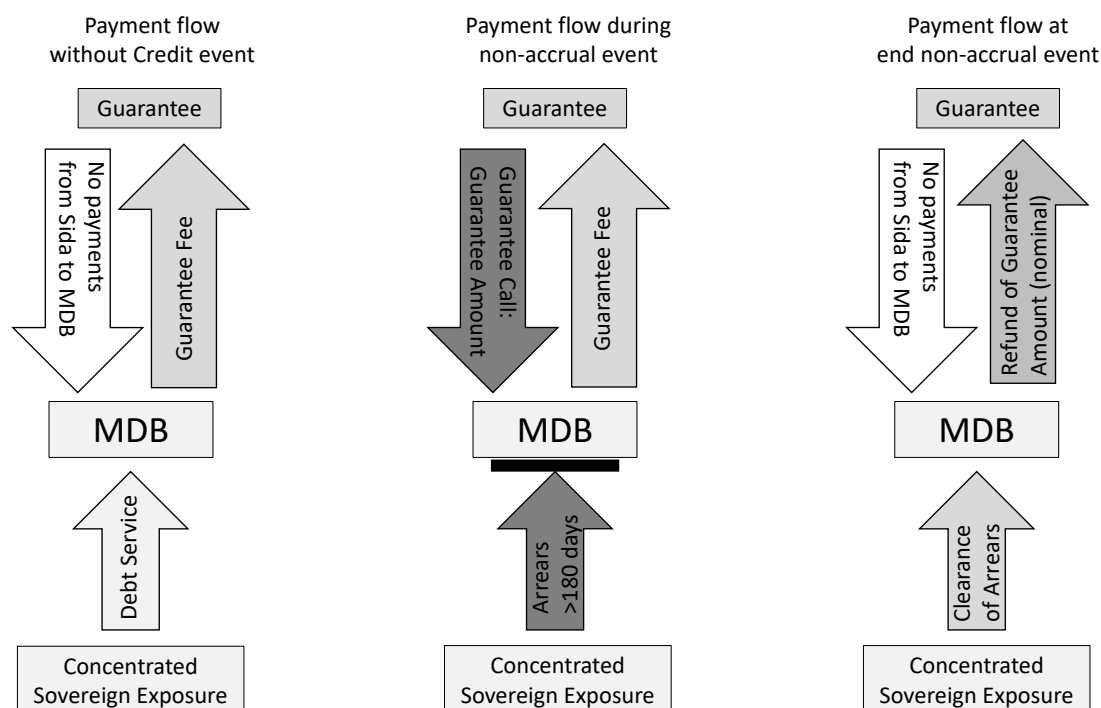 Payment flow
without Credit event
Guarantee
No payments
from Sida to MDB
Guarantee Fee
MDB
Debt Service
Concentrated
Sovereign Exposure
Payment flow during
non-accrual event
Guarantee
Guarantee Call:
Guarantee Amount
Guarantee Fee
MDB
Arrears
>180 days
Concentrated
Sovereign Exposure
Payment flow at
end non-accrual event
Guarantee
No payments
from Sida to MDB
Refund of Guarantee
Amount (nominal)
MDB
Clearance
of Arrears
Concentrated
Sovereign Exposure